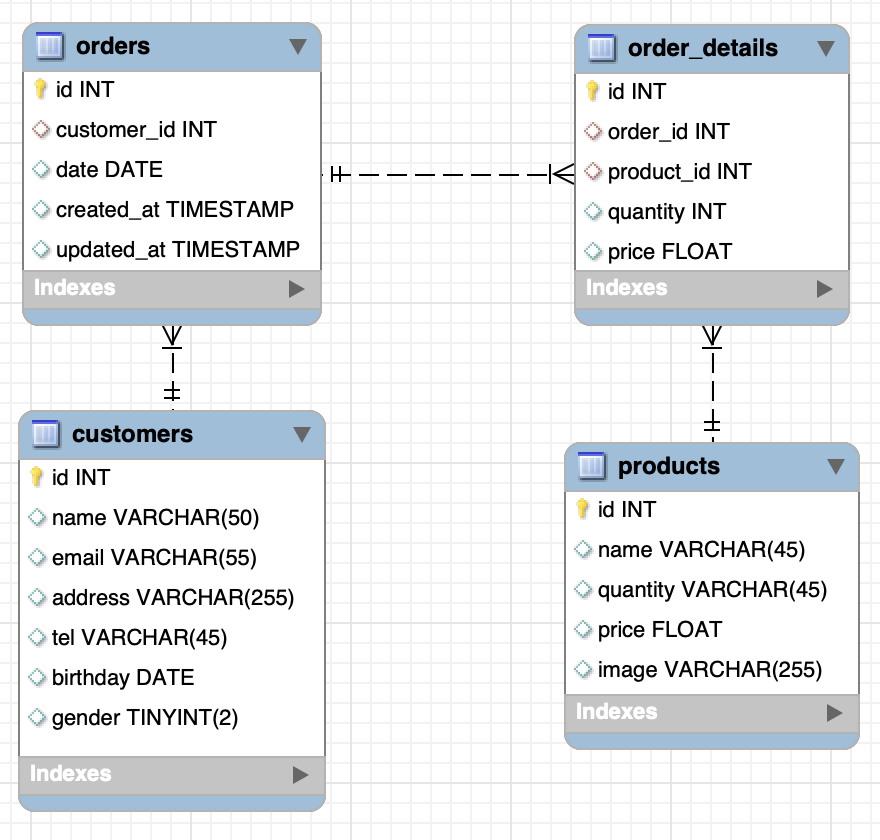 orders
id INT
customer_id INT
date DATE
created_at TIMESTAMP
updated_at TIMESTAMP
Indexes
order_details
id INT
order_id INT
product_id INT
quantity INT
price FLOAT
Indexes
customers
id INT
name VARCHAR(50)
email VARCHAR(55)
address VARCHAR(255)
tel VARCHAR(45)
birthday DATE
gender TINYINT(2)
Indexes
products
id INT
name VARCHAR(45)
quantity VARCHAR(45)
price FLOAT
image VARCHAR(255)
Indexes